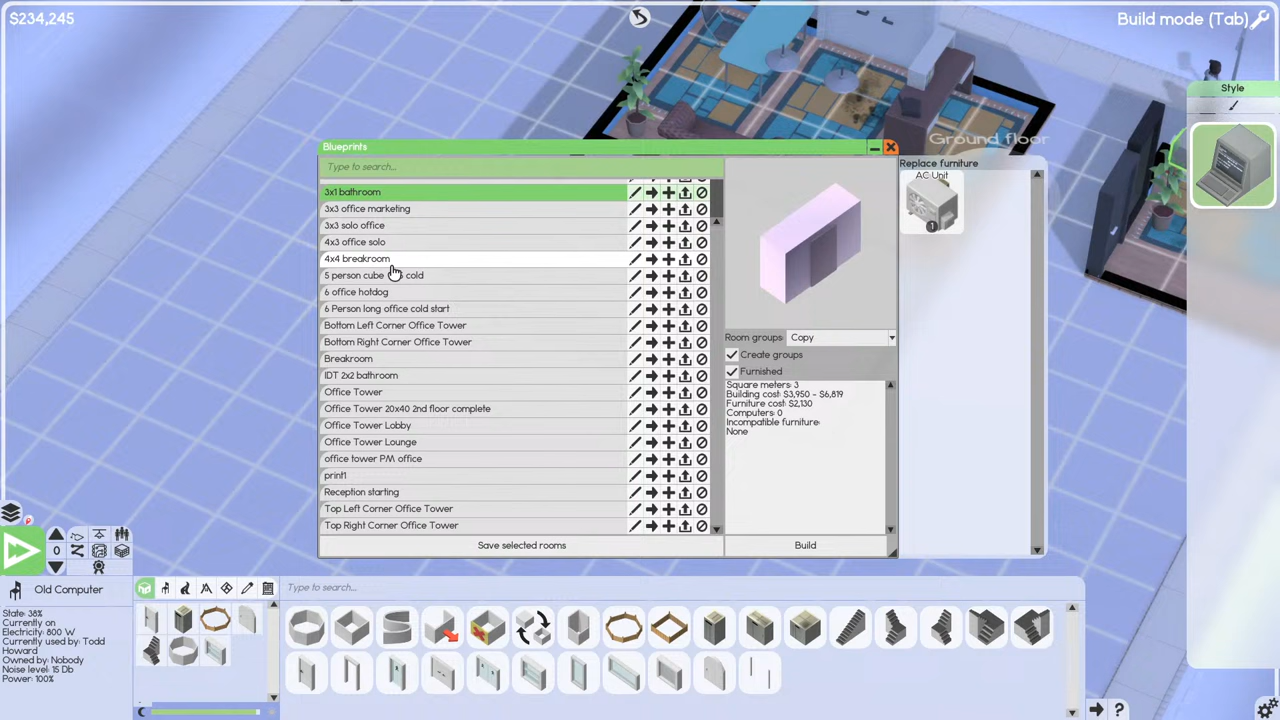 $234,245
Build mode (Tab)
Style
Ground floor
Blueprints
Type to search...
3x1 bathroom
3x3 office marketing
3x3 solo office
4x3 office solo
4x4 breakroom
5 person cube cold
6 office hotdog
6 Person long office cold start
Bottom Left Corner Office Tower
Bottom Right Corner Office Tower
Breakroom
IDT 2x2 bathroom
Office Tower
Office Tower 20x40 2nd floor complete
Office Tower Lobby
Office Tower Lounge
office tower PM office
print1
Reception starting
Top Left Corner Office Tower
Top Right Corner Office Tower
Save selected rooms
Room groups: Copy
Create groups
Furnished
Square meters: 3
Building cost: $3,950 - $6,819
Furniture cost: $2,130
Computers: 0
Incompatible furniture:
None
Build
Replace furniture
AC Unit
1
0
Old Computer
State: 38%
Currently on
Electricity: 800 W
Currently used by: Todd
Howard
Owned by: Nobody
Noise level: 15 Db
Power: 100%
Type to search...
?